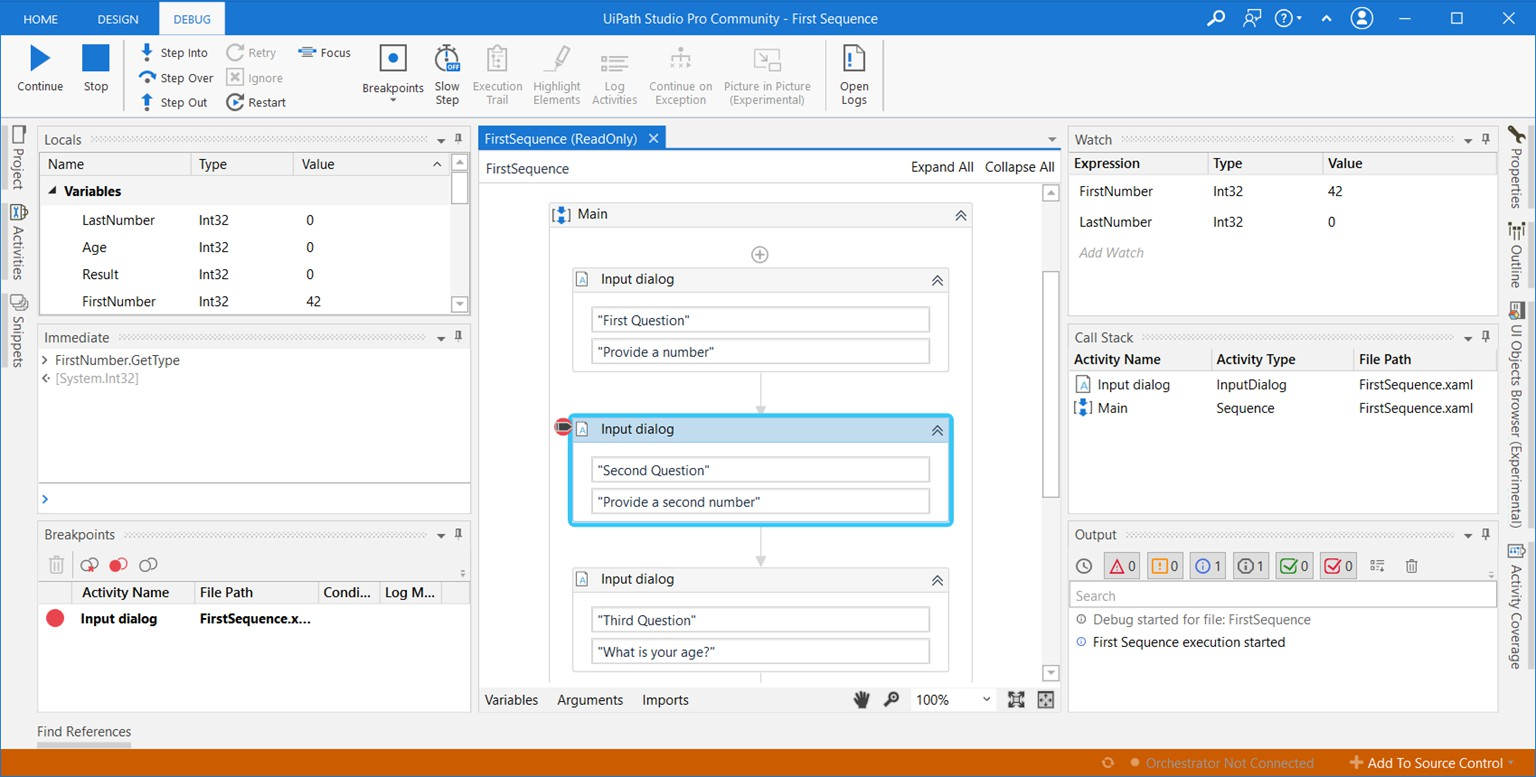 HOME DESIGN DEBUG UiPath Studio Pro Community - First Sequence
Continue
Stop
Step Into
Step Over
Step Out
Retry
Ignore
Restart
Focus
Breakpoints
Slow
Step
OFF
Execution
Trail
Highlight
Elements
Log
Activities
Continue on
Exception
Picture in Picture
(Experimental)
Open
Logs
Project
Activities
Snippets
Locals
Name Type Value
Variables
LastNumber Int32 0
Age Int32 0
Result Int32 0
FirstNumber Int32 42
Immediate
> FirstNumber.GetType
[System.Int32]
>
Breakpoints
Activity Name File Path Condi... Log M...
Input dialog FirstSequence.x...
Find References
FirstSequence (ReadOnly)
FirstSequence Expand All Collapse All
Main
Input dialog
"First Question"
"Provide a number"
Input dialog
"Second Question"
"Provide a second number"
Input dialog
"Third Question"
"What is your age?"
Variables Arguments Imports 100%
Watch
Expression Type Value
FirstNumber Int32 42
LastNumber Int32 0
Add Watch
Call Stack
Activity Name Activity Type File Path
Input dialog InputDialog FirstSequence.xaml
Main Sequence FirstSequence.xaml
Output
0 0 1 1 0 0
Search
Debug started for file: FirstSequence
First Sequence execution started
Properties
Outline
UI Objects Browser (Experimental)
Activity Coverage
Orchestrator Not Connected Add To Source Control